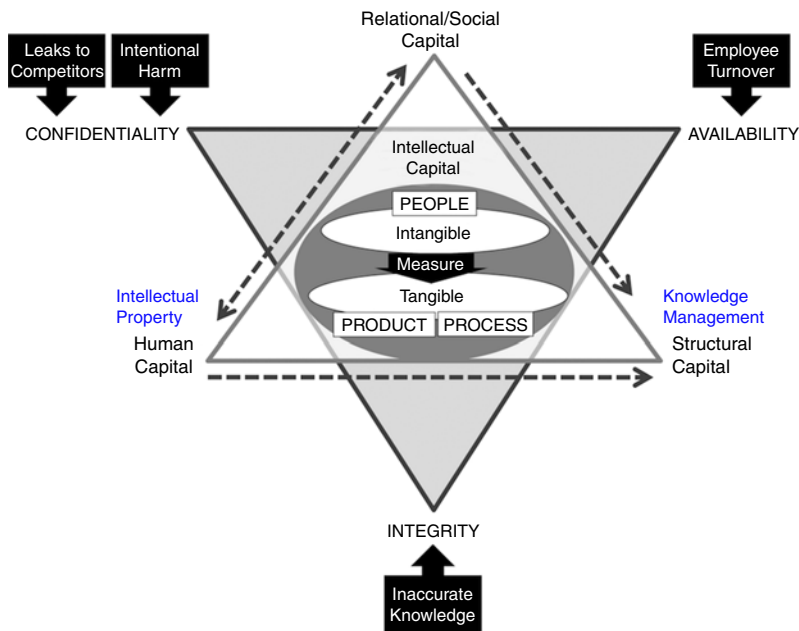 Relational/Social
Capital
Leaks to
Competitors
Intentional
Harm
Employee
Turnover
CONFIDENTIALITY
AVAILABILITY
Intellectual
Capital
PEOPLE
Intangible
Measure
Tangible
PRODUCT
PROCESS
Intellectual
Property
Human
Capital
Knowledge
Management
Structural
Capital
INTEGRITY
Inaccurate
Knowledge